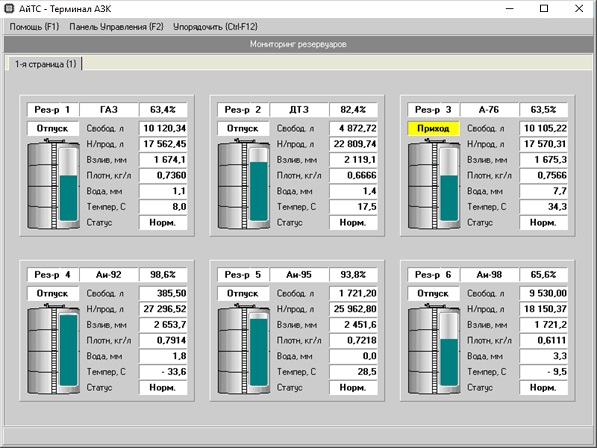 АйТС - Терминал АЗК
Помощь (F1) Панель Управления (F2) Упорядочить (Ctrl-F12)
Мониторинг резервуаров
1-я страница (1)
Рез-р 1 ГАЗ 63,4%
Отпуск Свобод. л 10 120,34
Н/прод. л 17 562,45
Взлив, мм 1 674,1
Плотн, кг/л 0,7360
Вода, мм 1,1
Темпер, С 8,0
Статус Норм.
Рез-р 2 ДТЗ 82,4%
Отпуск Свобод. л 4 872,72
Н/прод. л 22 809,74
Взлив, мм 2 119,1
Плотн, кг/л 0,6666
Вода, мм 1,4
Темпер, С 17,5
Статус Норм.
Рез-р 3 А-76 63,5%
Приход Свобод. л 10 105,22
Н/прод. л 17 570,31
Взлив, мм 1 675,3
Плотн, кг/л 0,7566
Вода, мм 7,7
Темпер, С 34,3
Статус Норм.
Рез-р 4 Аи-92 98,6%
Отпуск Свобод. л 385,50
Н/прод. л 27 296,52
Взлив, мм 2 653,7
Плотн, кг/л 0,7914
Вода, мм 1,8
Темпер, С - 33,6
Статус Норм.
Рез-р 5 Аи-95 93,8%
Отпуск Свобод. л 1 721,20
Н/прод. л 25 962,80
Взлив, мм 2 451,6
Плотн, кг/л 0,7218
Вода, мм 0,0
Темпер, С 28,5
Статус Норм.
Рез-р 6 Аи-98 65,6%
Отпуск Свобод. л 9 530,00
Н/прод. л 18 150,37
Взлив, мм 1 721,2
Плотн, кг/л 0,6111
Вода, мм 3,3
Темпер, С - 9,5
Статус Норм.